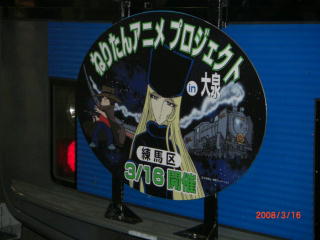 ねりたんアニメプロジェクト
in
大泉
練馬区
3/16開催
2008/3/16